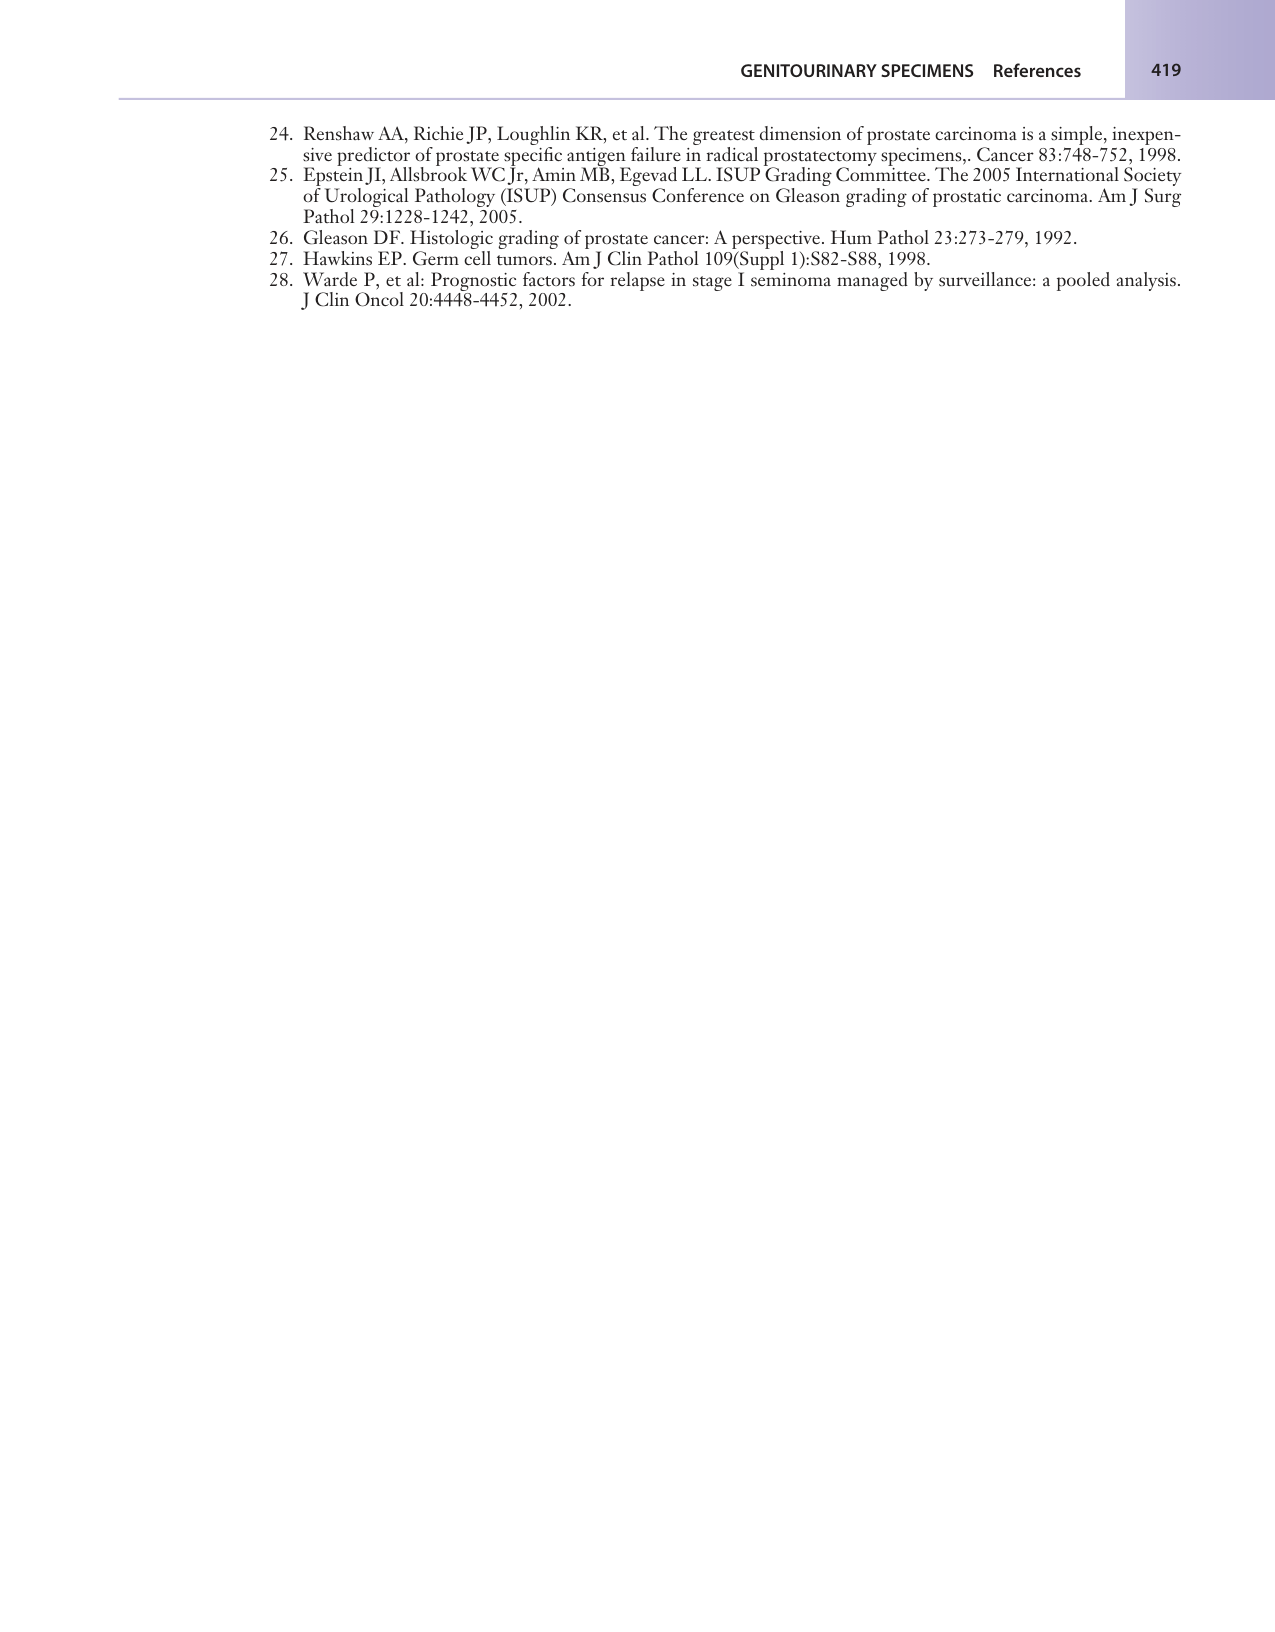 GENITOURINARY SPECIMENS References 419
24. Renshaw AA, Richie JP, Loughlin KR, et al. The greatest dimension of prostate carcinoma is a simple, inexpen-
sive predictor of prostate specific antigen failure in radical prostatectomy specimens,. Cancer 83:748-752, 1998.
25. Epstein JI, Allsbrook WC Jr, Amin MB, Egevad LL. ISUP Grading Committee. The 2005 International Society
of Urological Pathology (ISUP) Consensus Conference on Gleason grading of prostatic carcinoma. Am J Surg
Pathol 29:1228-1242, 2005.
26. Gleason DF. Histologic grading of prostate cancer: A perspective. Hum Pathol 23:273-279, 1992.
27. Hawkins EP. Germ cell tumors. Am J Clin Pathol 109(Suppl 1):S82-S88, 1998.
28. Warde P, et al: Prognostic factors for relapse in stage I seminoma managed by surveillance: a pooled analysis.
J Clin Oncol 20:4448-4452, 2002.